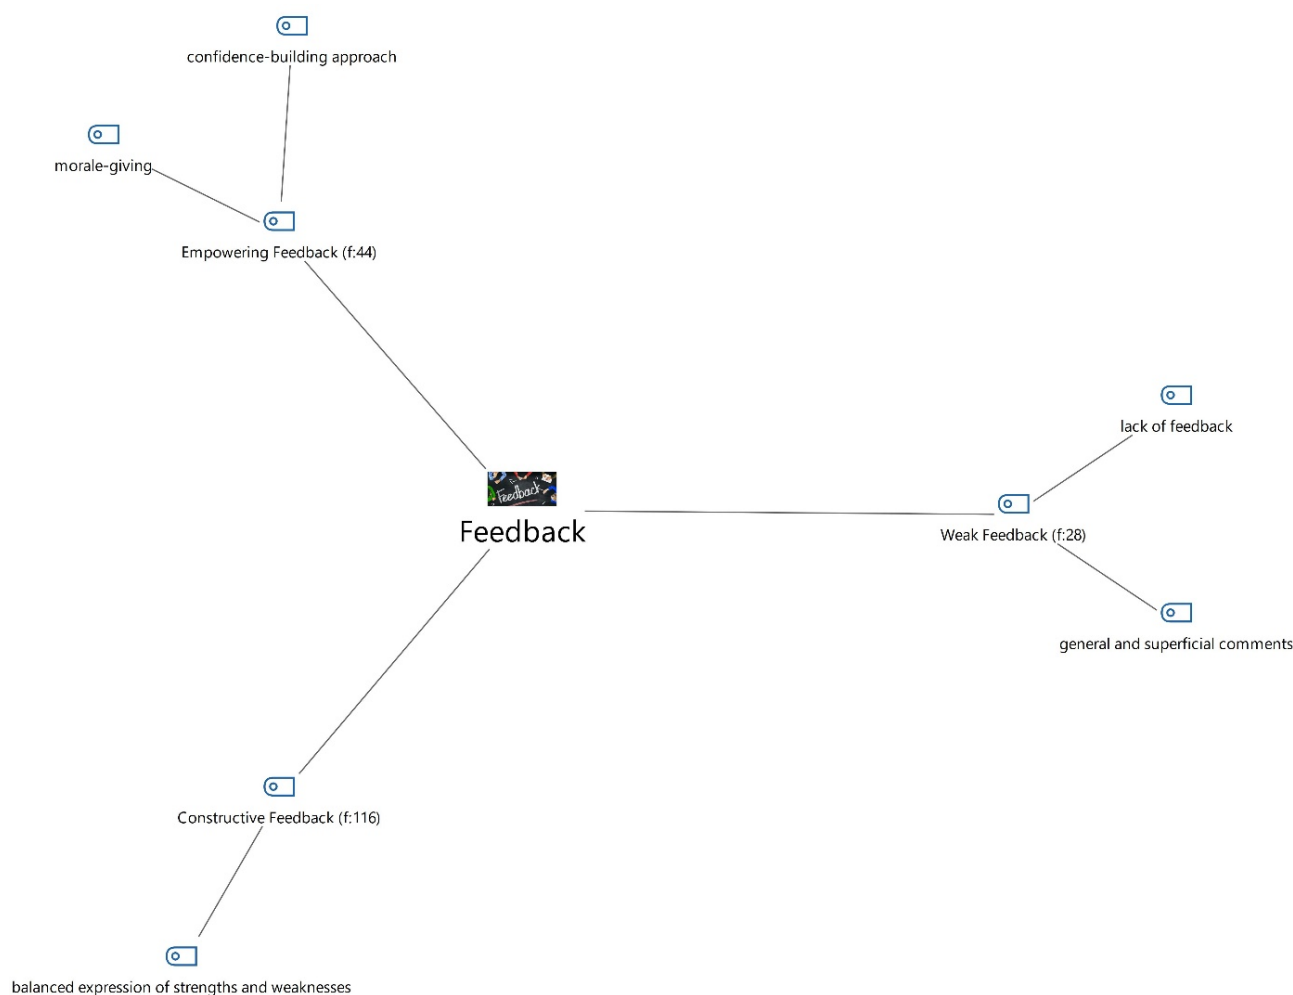 confidence-building approach
morale-giving
Empowering Feedback (f:44)
lack of feedback
Feedback
Feedback
Weak Feedback (f:28)
general and superficial comments
Constructive Feedback (f:116)
balanced expression of strengths and weaknesses